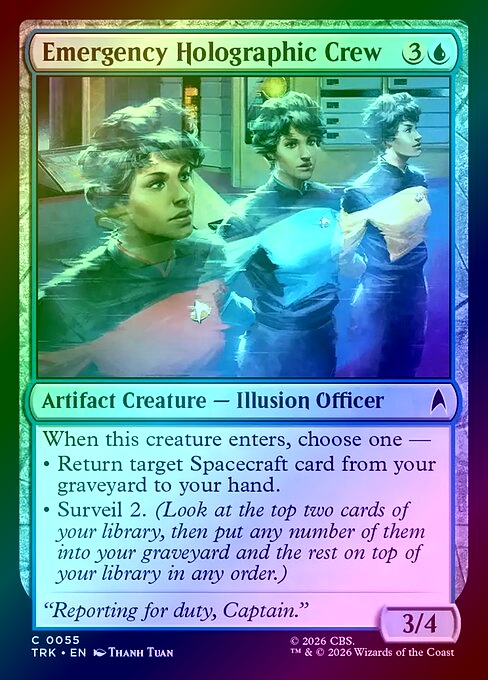 Emergency Holographic Crew 3
Artifact Creature — Illusion Officer
When this creature enters, choose one —
• Return target Spacecraft card from your
graveyard to your hand.
• Surveil 2. (Look at the top two cards of
your library, then put any number of them
into your graveyard and the rest on top of
your library in any order.)
“Reporting for duty, Captain.”
3/4
C 0055
TRK • EN Thanh Tuan
© 2026 CBS.
™ & © 2026 Wizards of the Coast